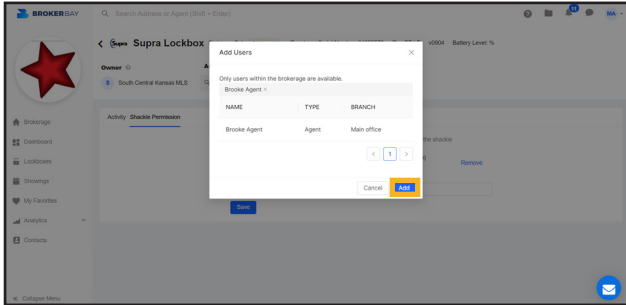 BROKERBAY
Search Address or Agent (Shift + Enter)
11
MA
Supra Lockbox
v0904 Battery Level: %
Owner
S South Central Kansas MLS
Brokerage
Dashboard
Lockboxes
Showings
My Favorites
Analytics
Contacts
Collapse Menu
Activity Shackle Permission
the shackle
Remove
Save
Add Users
Only users within the brokerage are available.
Brooke Agent ×
NAME TYPE BRANCH
Brooke Agent Agent Main office
< 1 >
Cancel Add